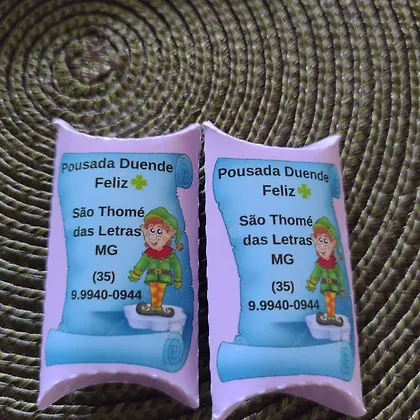 Pousada Duende
Feliz
São Thomé
das Letras
MG
(35)
9.9940-0944
Pousada Duende
Feliz
São Thomé
das Letras
MG
(35)
9.9940-0944